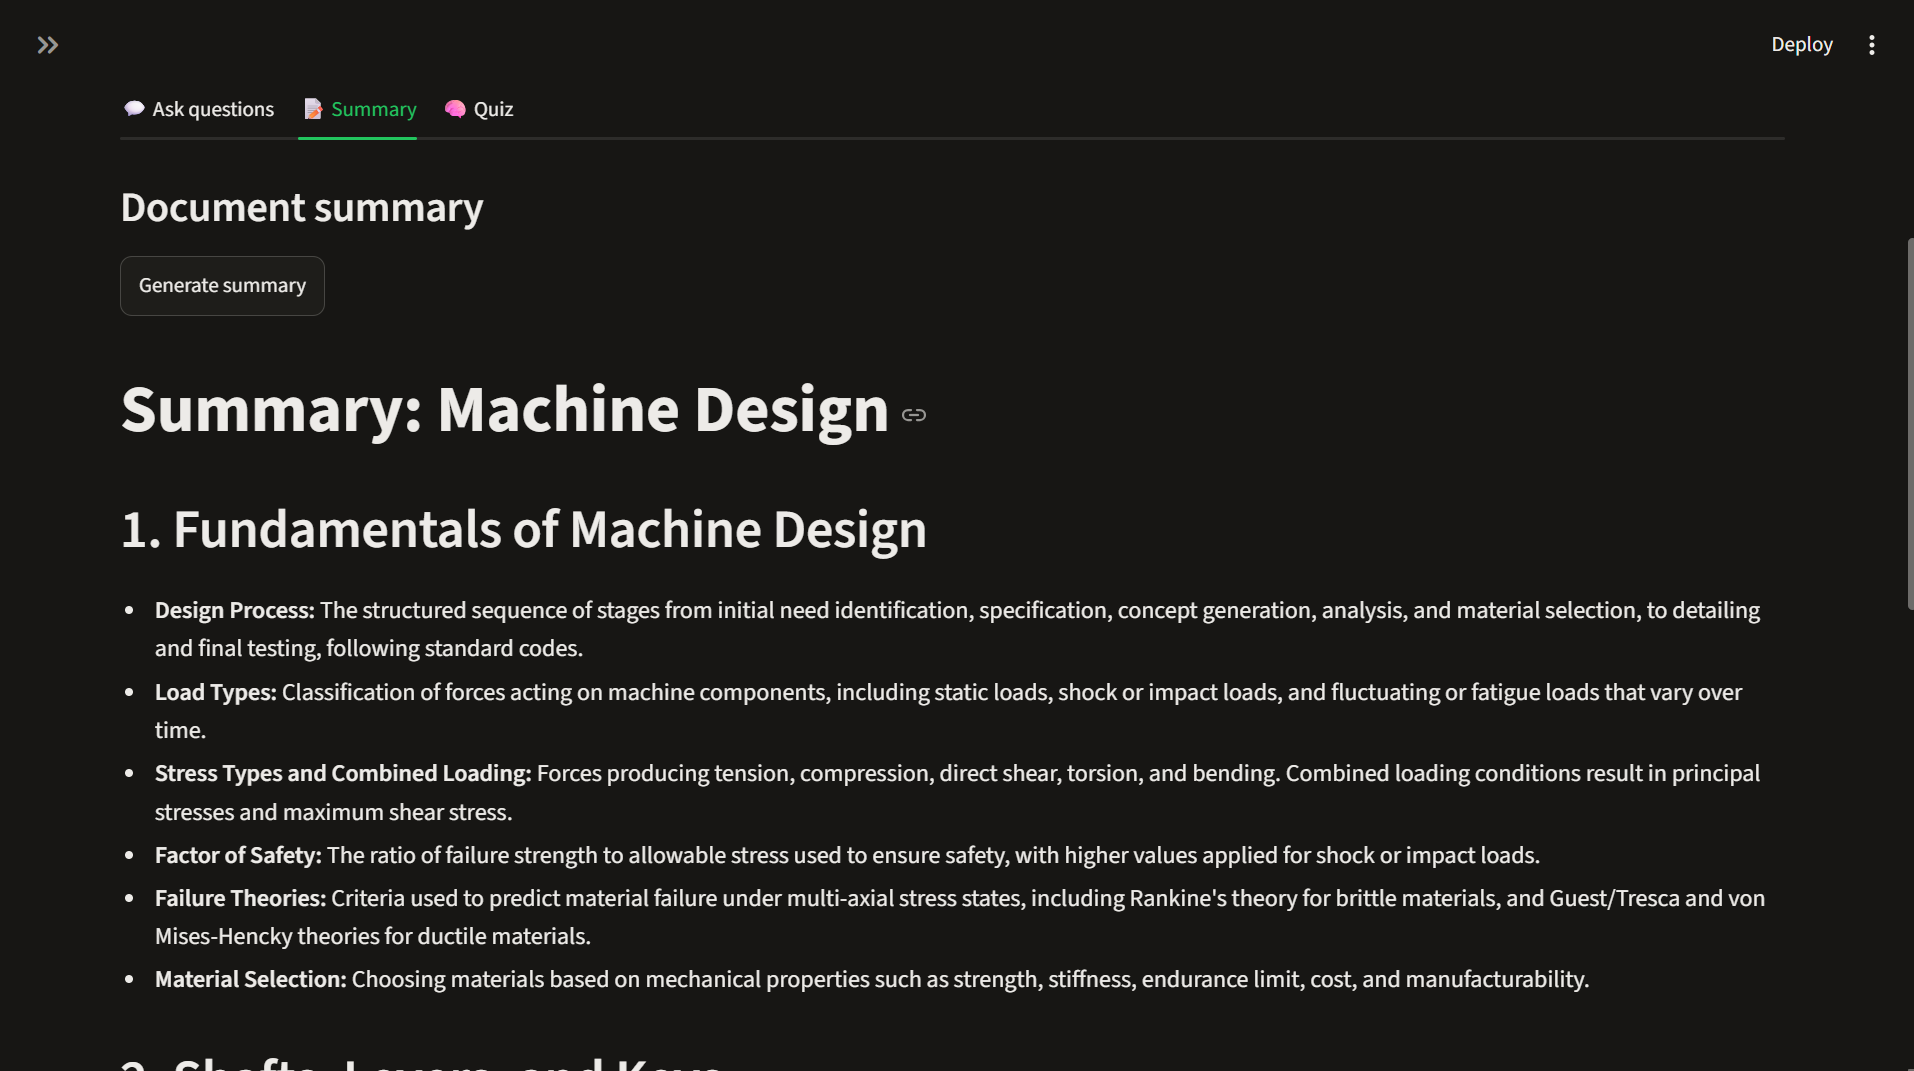 Deploy
Ask questions
Summary
Quiz
Document summary
Generate summary
Summary: Machine Design
1. Fundamentals of Machine Design
Design Process: The structured sequence of stages from initial need identification, specification, concept generation, analysis, and material selection, to detailing
and final testing, following standard codes.
Load Types: Classification of forces acting on machine components, including static loads, shock or impact loads, and fluctuating or fatigue loads that vary over
time.
Stress Types and Combined Loading: Forces producing tension, compression, direct shear, torsion, and bending. Combined loading conditions result in principal
stresses and maximum shear stress.
Factor of Safety: The ratio of failure strength to allowable stress used to ensure safety, with higher values applied for shock or impact loads.
Failure Theories: Criteria used to predict material failure under multi-axial stress states, including Rankine's theory for brittle materials, and Guest/Tresca and von
Mises-Hencky theories for ductile materials.
Material Selection: Choosing materials based on mechanical properties such as strength, stiffness, endurance limit, cost, and manufacturability.
2. Shafts, Levers, and Keys